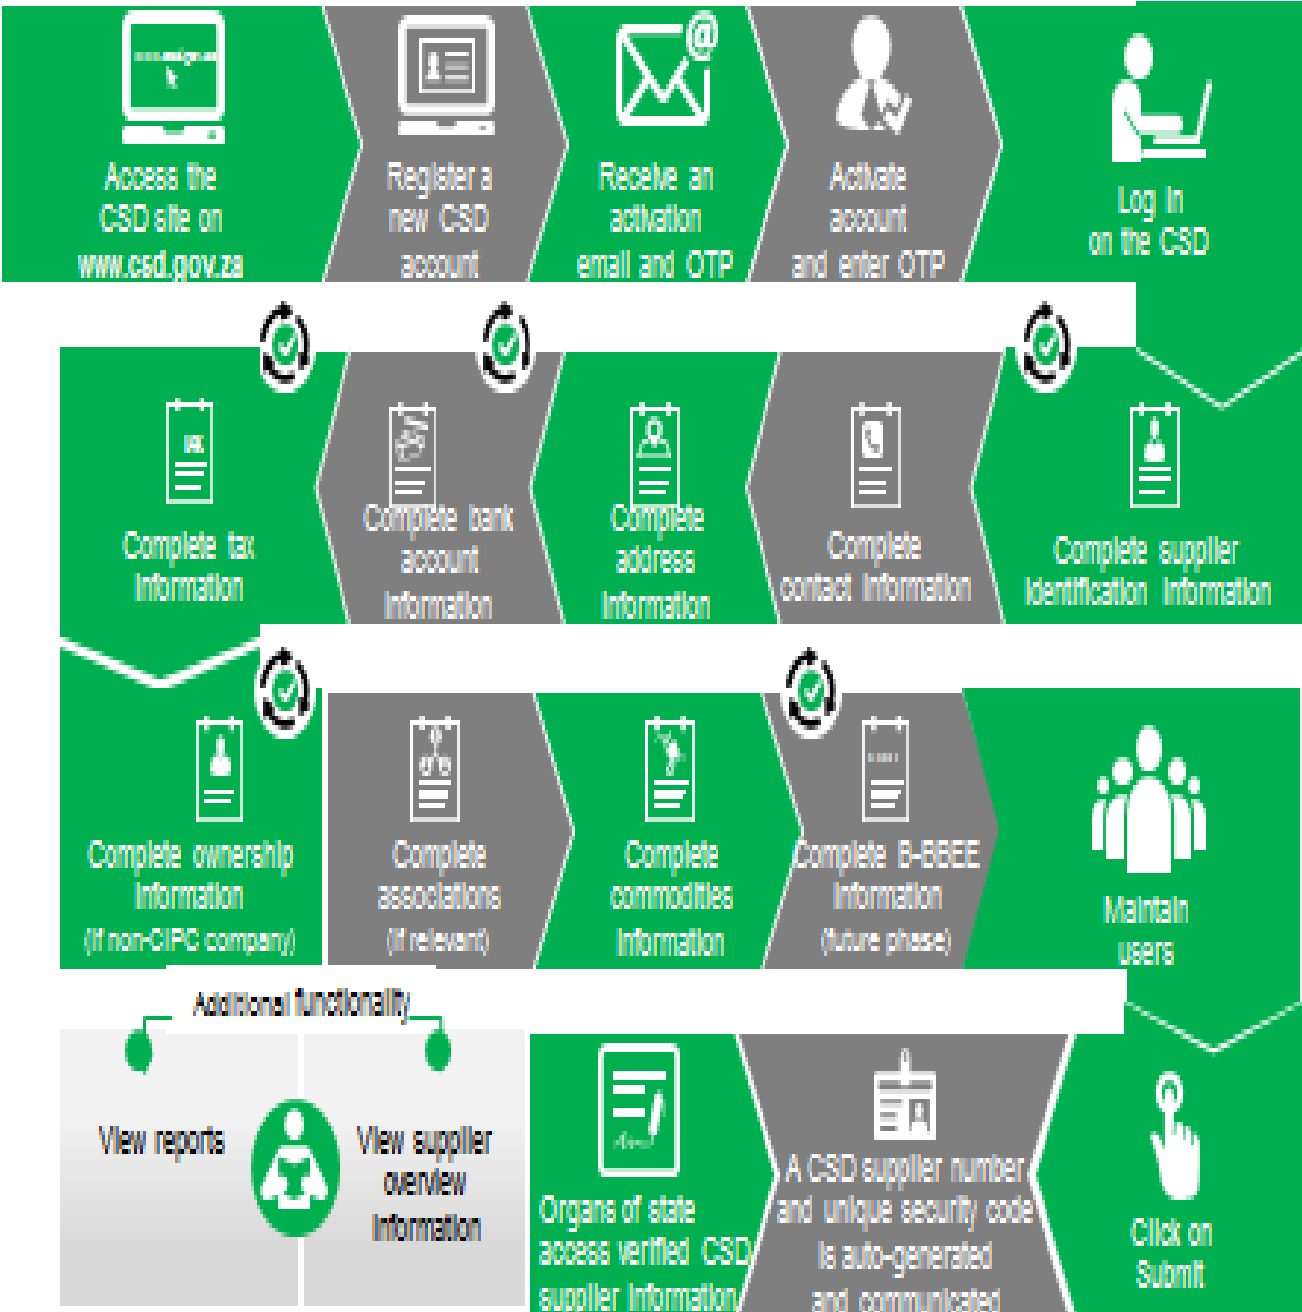 Access the
CSD site on
www.csd.gov.za
Register a
new CSD
account
Receive an
activation
email and OTP
Activate
account
and enter OTP
Log in
on the CSD
Complete supplier
identification information
Complete
contact information
Complete
address
information
Complete bank
account
information
Complete tax
information
Complete ownership
information
(if non-CIPC company)
Complete
associations
(if relevant)
Complete
commodities
information
Complete B-BBEE
information
(future phase)
Maintain
users
Click on
Submit
A CSD supplier number
and unique security code
is auto-generated
and communicated
Organs of state
access verified CSD
supplier information
Additional functionality
View reports
View supplier
overview
information